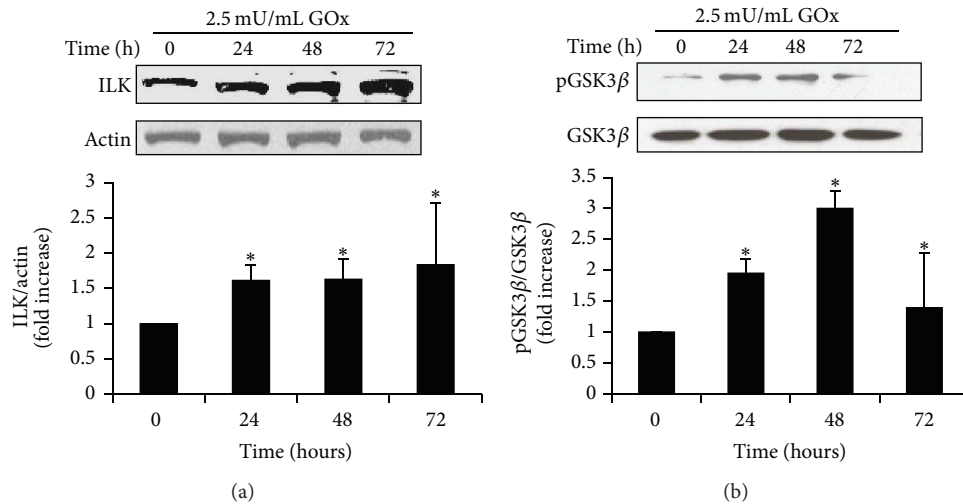 2.5 mU/mL GOx
Time (h) 0 24 48 72
ILK
Actin
3
2.5
2
1.5
1
0.5
0
ILK/actin
(fold increase)
* * *
0 24 48 72
Time (hours)
(a)
2.5 mU/mL GOx
Time (h) 0 24 48 72
pGSK3β
GSK3β
3.5
3
2.5
2
1.5
1
0.5
0
pGSK3β/GSK3β
(fold increase)
* * *
0 24 48 72
Time (hours)
(b)